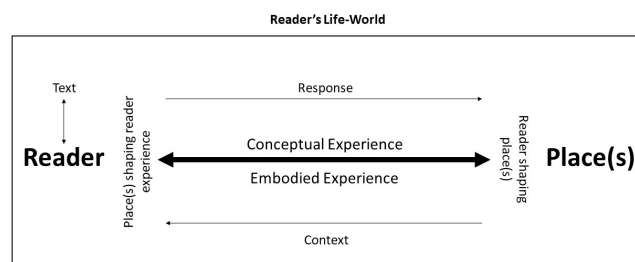 Reader's Life-World
Text
Response
Reader
Place(s) shaping reader
experience
Conceptual Experience
Embodied Experience
Reader shaping
place(s)
Place(s)
Context